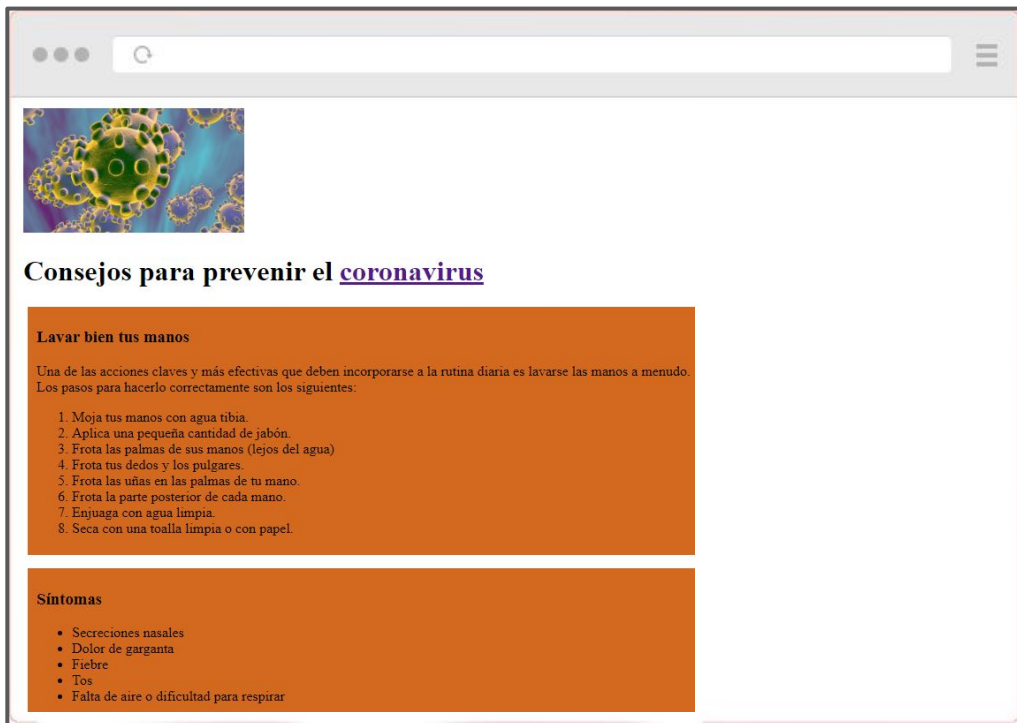 Consejos para prevenir el coronavirus
Lavar bien tus manos
Una de las acciones claves y más efectivas que deben incorporarse a la rutina diaria es lavarse las manos a menudo.
Los pasos para hacerlo correctamente son los siguientes:
1. Moja tus manos con agua tibia.
2. Aplica una pequeña cantidad de jabón.
3. Frota las palmas de sus manos (lejos del agua)
4. Frota tus dedos y los pulgares.
5. Frota las uñas en las palmas de tu mano.
6. Frota la parte posterior de cada mano.
7. Enjuaga con agua limpia.
8. Seca con una toalla limpia o con papel.
Síntomas
• Secreciones nasales
• Dolor de garganta
• Fiebre
• Tos
• Falta de aire o dificultad para respirar